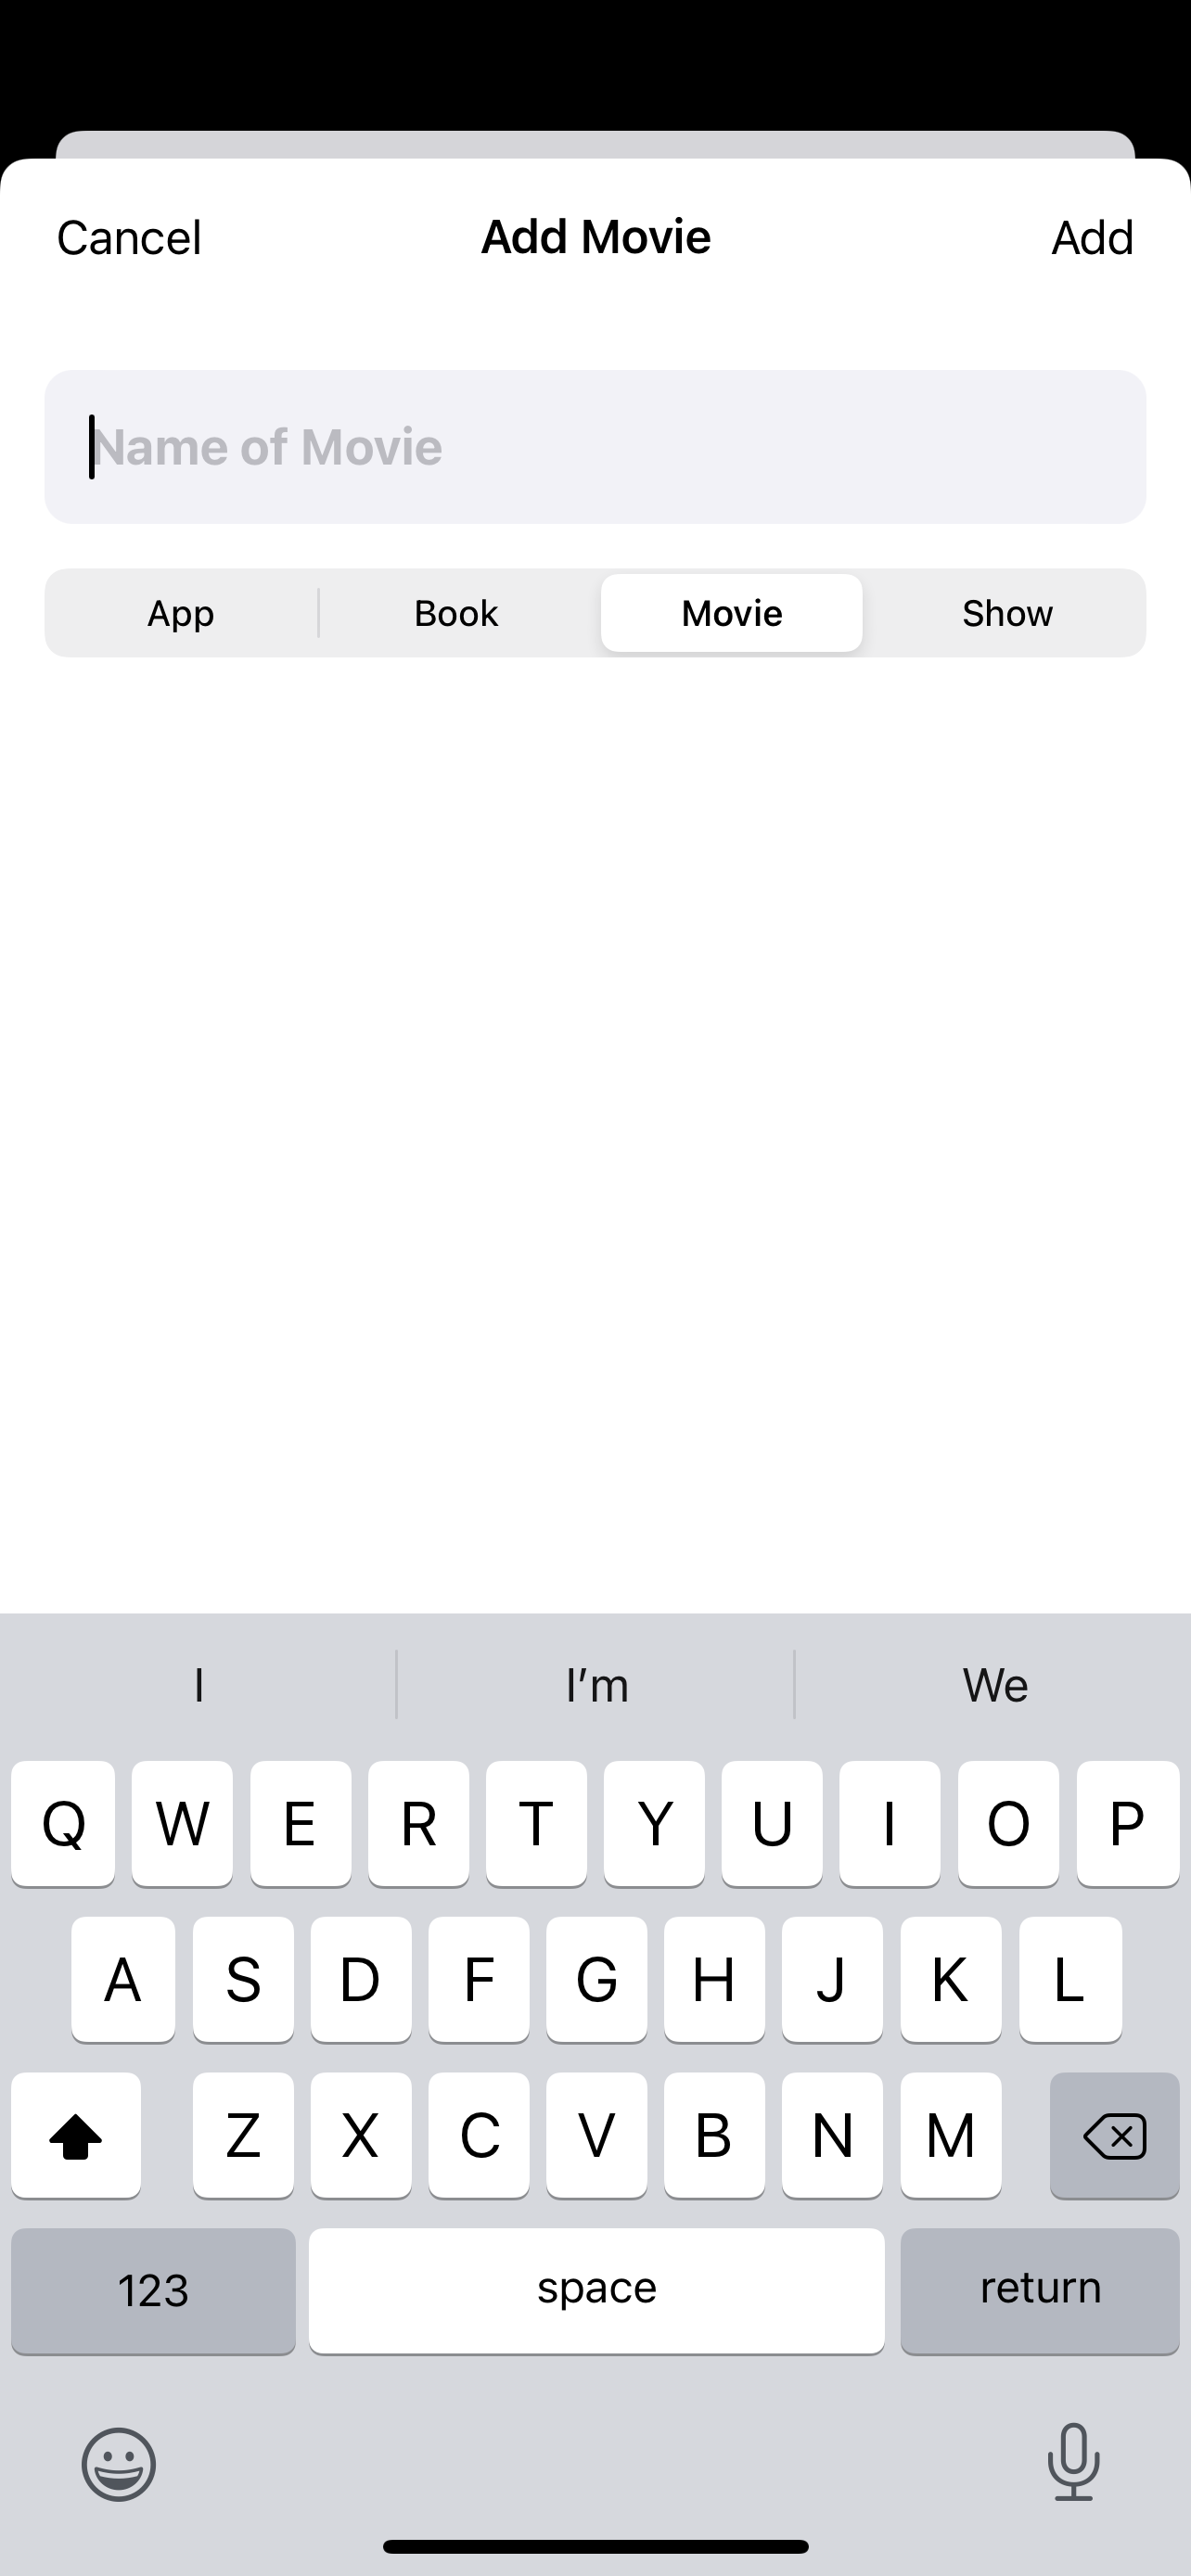 Cancel Add Movie Add
Name of Movie
App Book Movie Show
I I’m We
Q W E R T Y U I O P
A S D F G H J K L
Z X C V B N M
123 space return